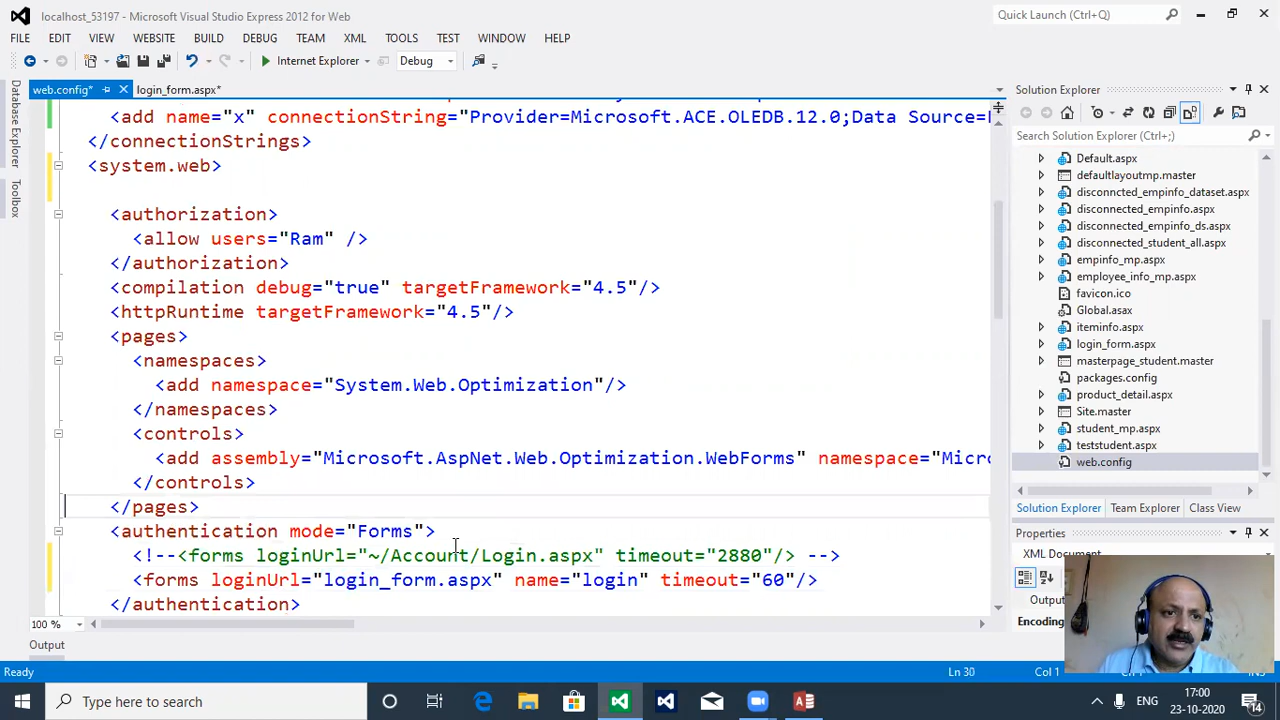 localhost_53197 - Microsoft Visual Studio Express 2012 for Web
Quick Launch (Ctrl+Q)
FILE EDIT VIEW WEBSITE BUILD DEBUG TEAM XML TOOLS TEST WINDOW HELP
Internet Explorer Debug
web.config* login_form.aspx*
Database Explorer
Toolbox
<add name="x" connectionString="Provider=Microsoft.ACE.OLEDB.12.0;Data Source=
</connectionStrings>
<system.web>
<authorization>
<allow users="Ram" />
</authorization>
<compilation debug="true" targetFramework="4.5"/>
<httpRuntime targetFramework="4.5"/>
<pages>
<namespaces>
<add namespace="System.Web.Optimization"/>
</namespaces>
<controls>
<add assembly="Microsoft.AspNet.Web.Optimization.WebForms" namespace="Micro
</controls>
</pages>
<authentication mode="Forms">
<!--<forms loginUrl="~/Account/Login.aspx" timeout="2880"/> -->
<forms loginUrl="login_form.aspx" name="login" timeout="60"/>
</authentication>
100 %
Output
Ready
Ln 30
Col 1
Solution Explorer
Search Solution Explorer (Ctrl+;)
Default.aspx
defaultlayoutmp.master
disconncted_empinfo_dataset.aspx
disconnected_empinfo.aspx
disconnected_empinfo_ds.aspx
disconnected_student_all.aspx
empinfo_mp.aspx
employee_info_mp.aspx
favicon.ico
Global.asax
iteminfo.aspx
login_form.aspx
masterpage_student.master
packages.config
product_detail.aspx
Site.master
student_mp.aspx
teststudent.aspx
web.config
Solution Explorer Team Explorer Class View
Properties
XML Document
Output
Encoding
Type here to search
ENG
17:00
23-10-2020
14